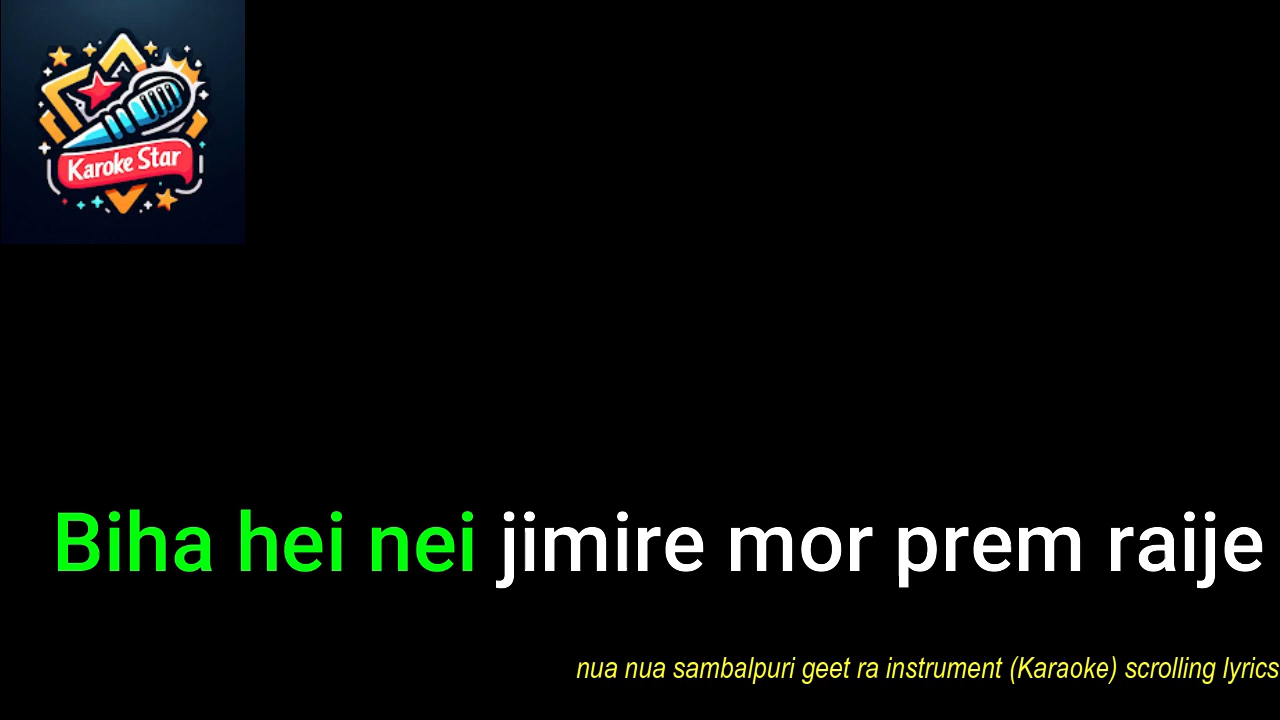 Karoke Star
Biha hei nei jimire mor prem raije
nua nua sambalpuri geet ra instrument (Karaoke) scrolling lyrics